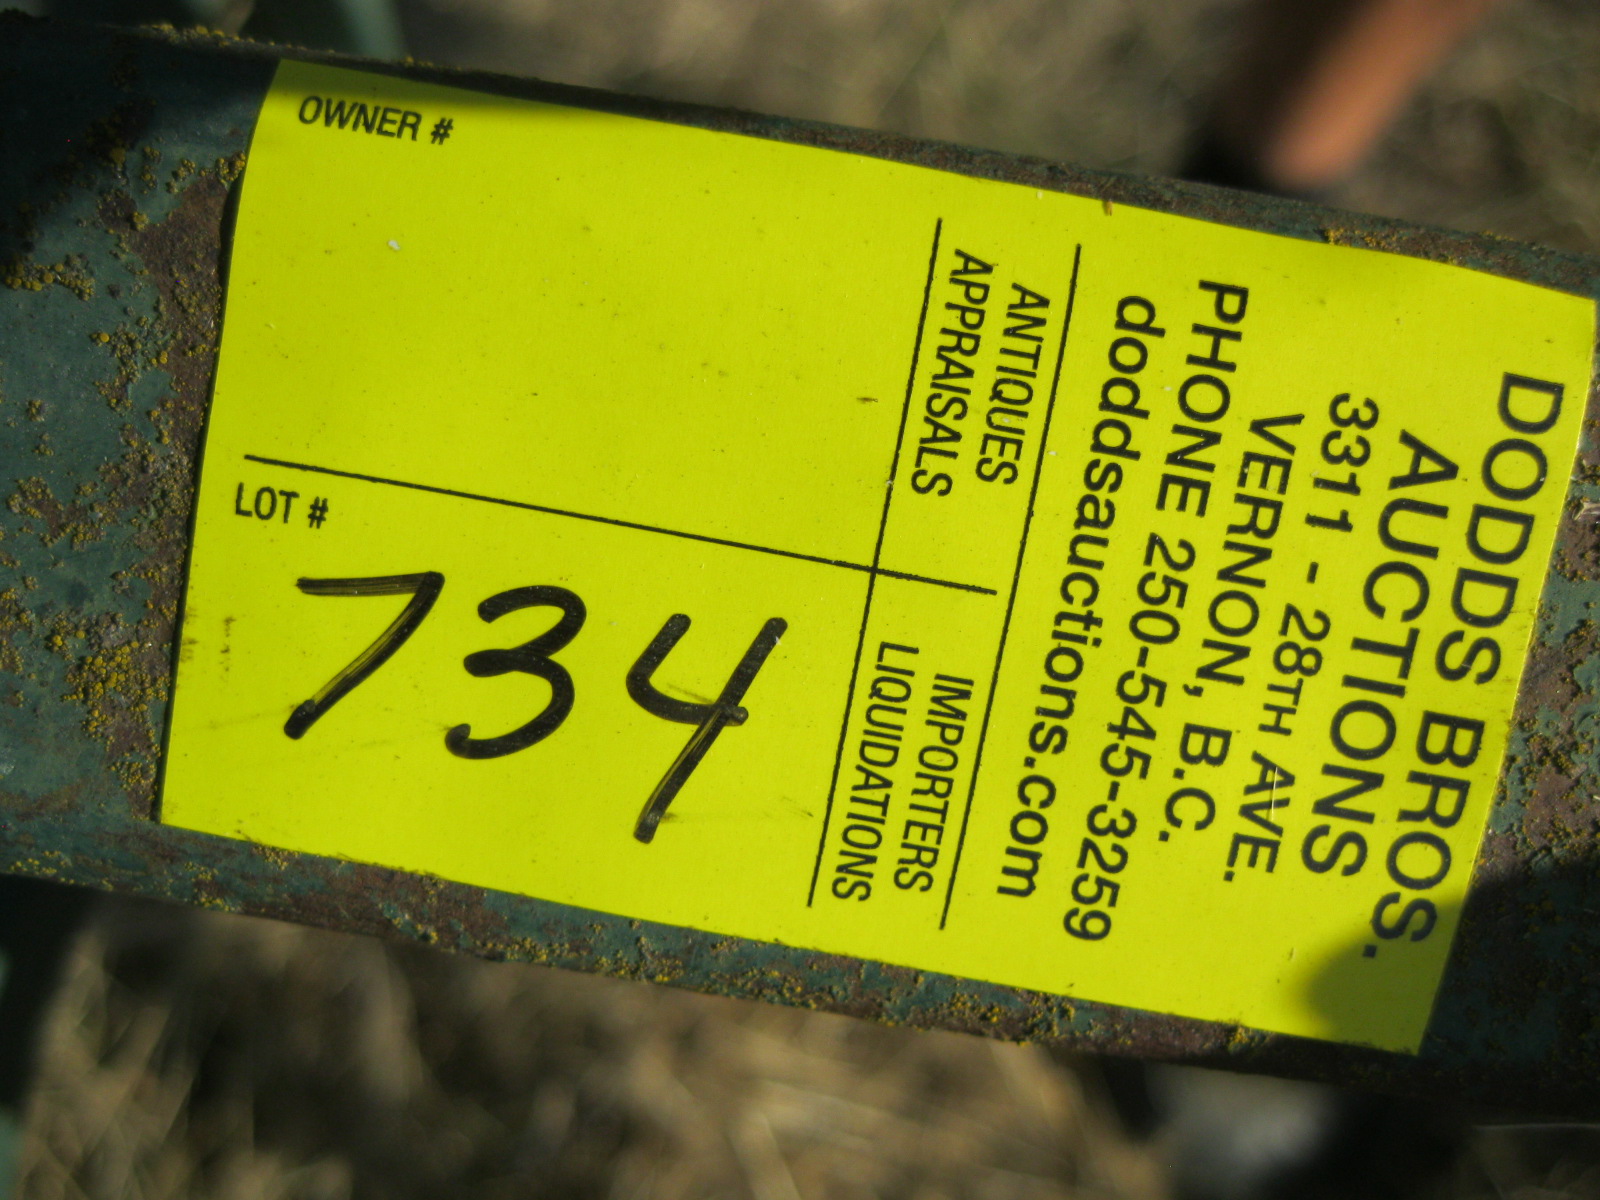 DODDS BROS.
AUCTIONS
3311 - 28TH AVE.
VERNON, B.C.
PHONE 250-545-3259
doddsauctions.com
ANTIQUES
APPRAISALS
IMPORTERS
LIQUIDATIONS
OWNER #
LOT #
734